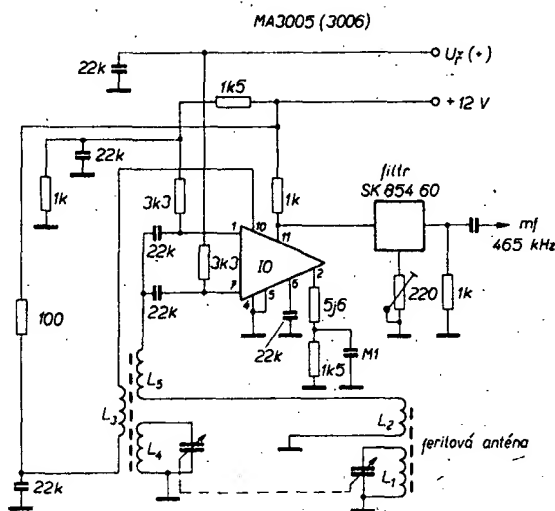 MA3005 (3006)
22k
Uř (+)
1k5
+12 V
22k
1k
3k3
1k
filtr
SK 854 60
mf
465 kHz
1
10
11
22k
3k3
IO
2
22k
7
4
5
6
5j6
220
1k
100
22k
1k5
M1
L5
L3
L4
L2
L1
feritová anténa
22k